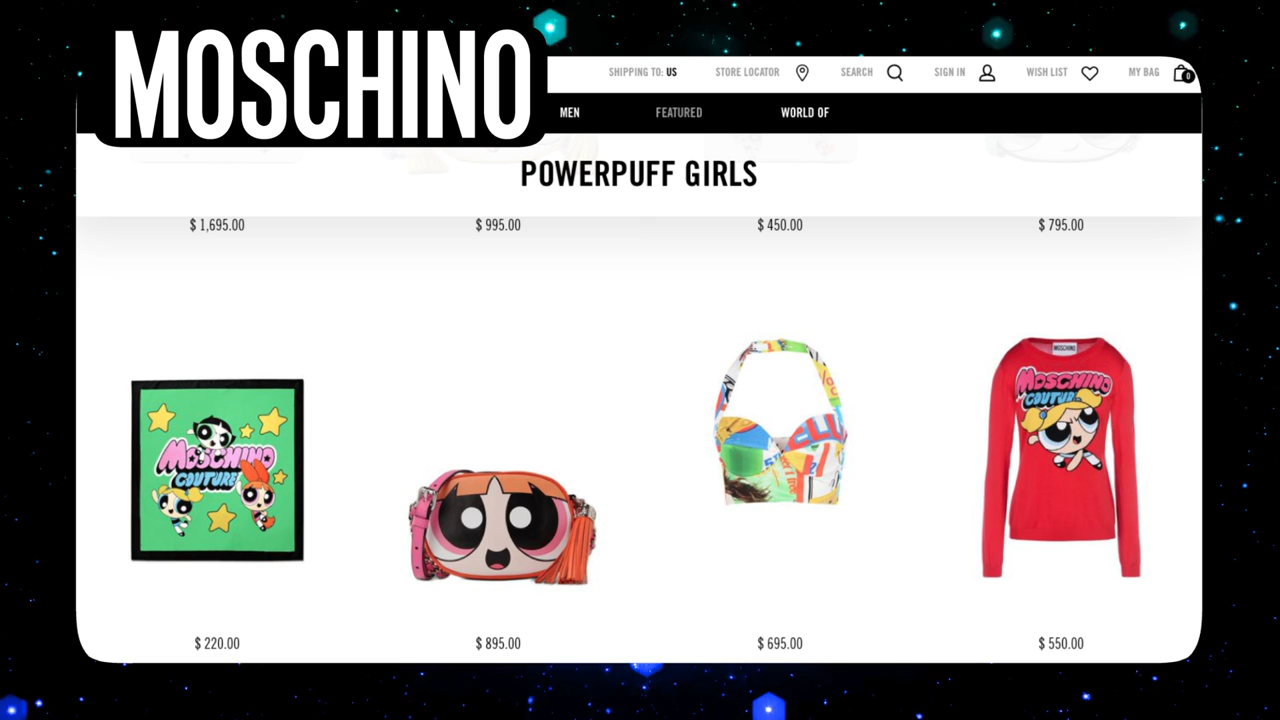 MOSCHINO
SHIPPING TO: US STORE LOCATOR SEARCH SIGN IN WISH LIST MY BAG 0
MEN FEATURED WORLD OF
POWERPUFF GIRLS
$ 1,695.00 $ 995.00 $ 450.00 $ 795.00
MOSCHINO
COUTURE
MOSCHINO
MOSCHINO
COUTURE
$ 220.00 $ 895.00 $ 695.00 $ 550.00